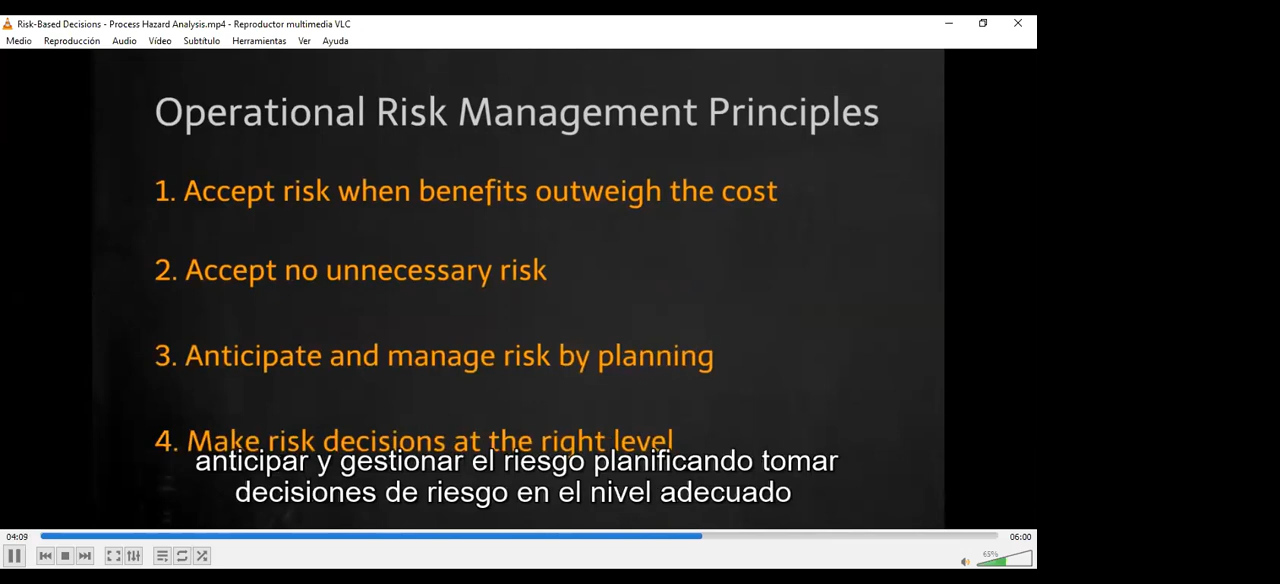 Risk-Based Decisions - Process Hazard Analysis.mp4 - Reproductor multimedia VLC
Medio Reproducción Audio Vídeo Subtítulo Herramientas Ver Ayuda
Operational Risk Management Principles
1. Accept risk when benefits outweigh the cost
2. Accept no unnecessary risk
3. Anticipate and manage risk by planning
4. Make risk decisions at the right level
anticipar y gestionar el riesgo planificando tomar
decisiones de riesgo en el nivel adecuado
04:09 06:00
65%